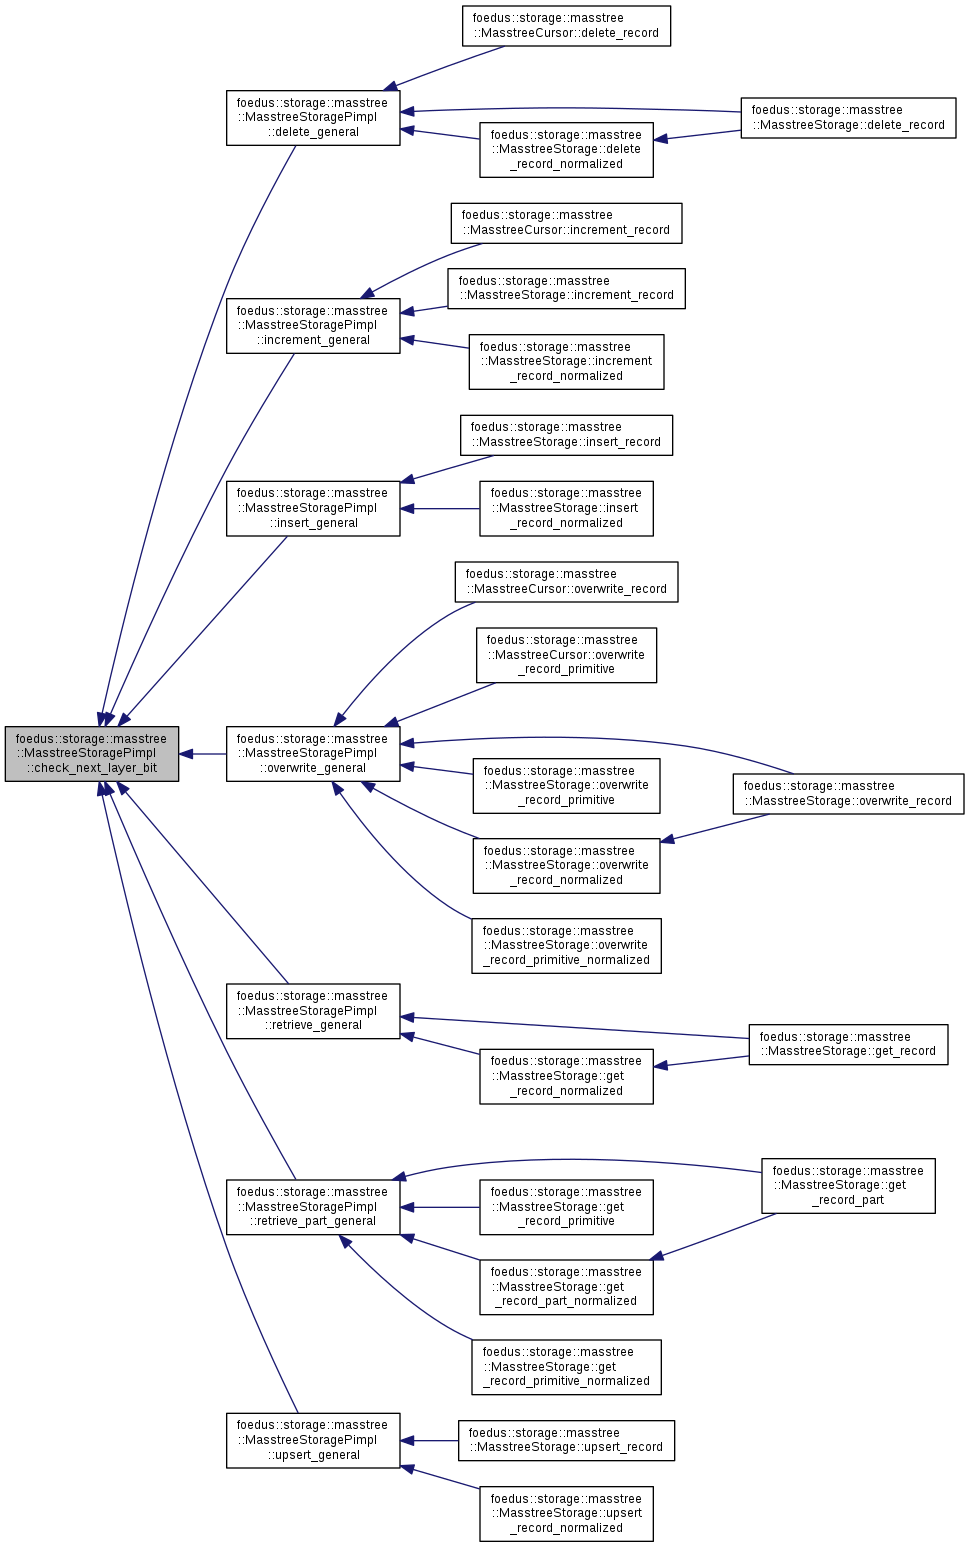 foedus::storage::masstree
::MasstreeCursor::delete_record
foedus::storage::masstree
::MasstreeStoragePimpl
::delete_general
foedus::storage::masstree
::MasstreeStorage::delete_record
foedus::storage::masstree
::MasstreeStorage::delete
_record_normalized
foedus::storage::masstree
::MasstreeCursor::increment_record
foedus::storage::masstree
::MasstreeStorage::increment_record
foedus::storage::masstree
::MasstreeStoragePimpl
::increment_general
foedus::storage::masstree
::MasstreeStorage::increment
_record_normalized
foedus::storage::masstree
::MasstreeStorage::insert_record
foedus::storage::masstree
::MasstreeStoragePimpl
::insert_general
foedus::storage::masstree
::MasstreeStorage::insert
_record_normalized
foedus::storage::masstree
::MasstreeCursor::overwrite_record
foedus::storage::masstree
::MasstreeCursor::overwrite
_record_primitive
foedus::storage::masstree
::MasstreeStoragePimpl
::check_next_layer_bit
foedus::storage::masstree
::MasstreeStoragePimpl
::overwrite_general
foedus::storage::masstree
::MasstreeStorage::overwrite
_record_primitive
foedus::storage::masstree
::MasstreeStorage::overwrite_record
foedus::storage::masstree
::MasstreeStorage::overwrite
_record_normalized
foedus::storage::masstree
::MasstreeStorage::overwrite
_record_primitive_normalized
foedus::storage::masstree
::MasstreeStoragePimpl
::retrieve_general
foedus::storage::masstree
::MasstreeStorage::get_record
foedus::storage::masstree
::MasstreeStorage::get
_record_normalized
foedus::storage::masstree
::MasstreeStorage::get
_record_part
foedus::storage::masstree
::MasstreeStoragePimpl
::retrieve_part_general
foedus::storage::masstree
::MasstreeStorage::get
_record_primitive
foedus::storage::masstree
::MasstreeStorage::get
_record_part_normalized
foedus::storage::masstree
::MasstreeStorage::get
_record_primitive_normalized
foedus::storage::masstree
::MasstreeStoragePimpl
::upsert_general
foedus::storage::masstree
::MasstreeStorage::upsert_record
foedus::storage::masstree
::MasstreeStorage::upsert
_record_normalized